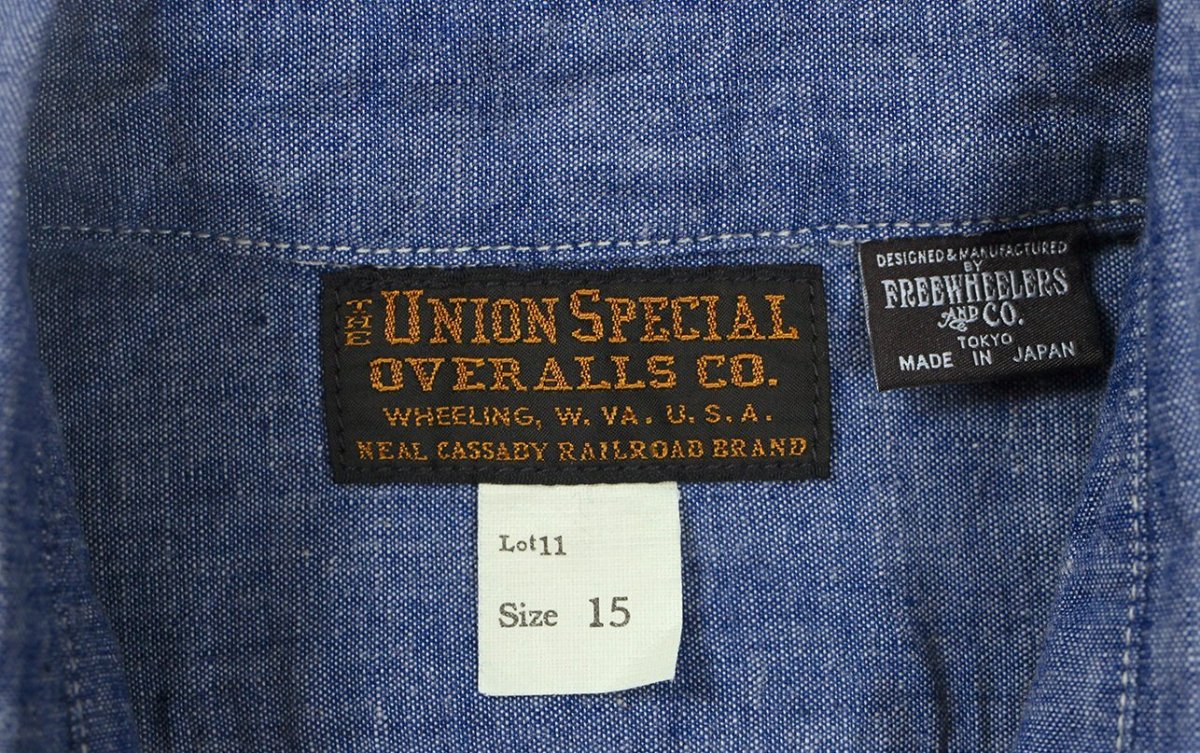 THE UNION SPECIAL
OVERALLS CO.
WHEELING, W. VA. U.S.A.
NEAL CASSADY RAILROAD BRAND
DESIGNED & MANUFACTURED
BY
FREEWHEELERS
AND CO.
TOKYO
MADE IN JAPAN
Lot 11
Size 15